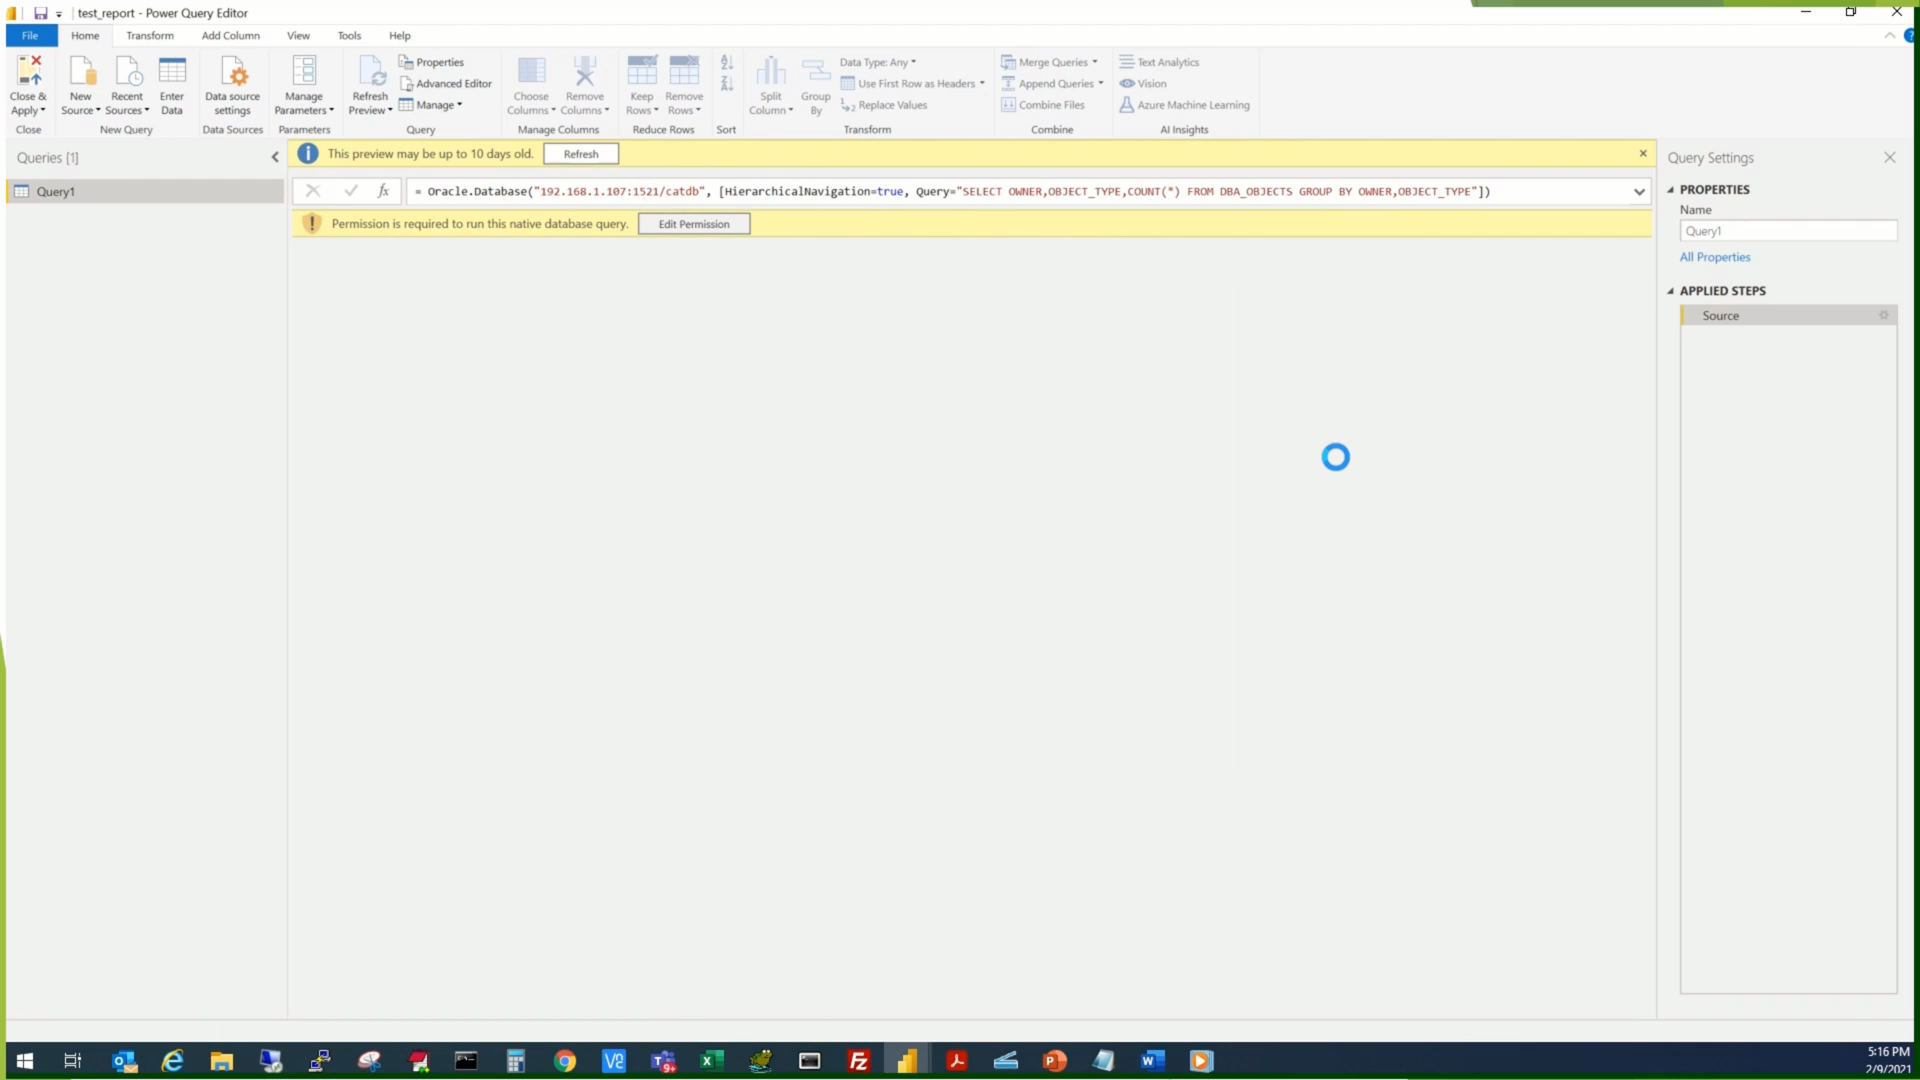 test_report - Power Query Editor
File Home Transform Add Column View Tools Help
Close & Apply
Close
New Source
Recent Sources
Enter Data
New Query
Data source settings
Data Sources
Manage Parameters
Parameters
Refresh Preview
Properties
Advanced Editor
Manage
Query
Choose Columns
Remove Columns
Manage Columns
Keep Rows
Remove Rows
Reduce Rows
Sort
Split Column
Group By
Data Type: Any
Use First Row as Headers
Replace Values
Transform
Merge Queries
Append Queries
Combine Files
Combine
Text Analytics
Vision
Azure Machine Learning
AI Insights
Queries [1]
Query1
This preview may be up to 10 days old. Refresh
fx = Oracle.Database("192.168.1.107:1521/catdb", [HierarchicalNavigation=true, Query="SELECT OWNER,OBJECT_TYPE,COUNT(*) FROM DBA_OBJECTS GROUP BY OWNER,OBJECT_TYPE"])
Permission is required to run this native database query. Edit Permission
Query Settings
PROPERTIES
Name
Query1
All Properties
APPLIED STEPS
Source
5:16 PM
2/9/2021